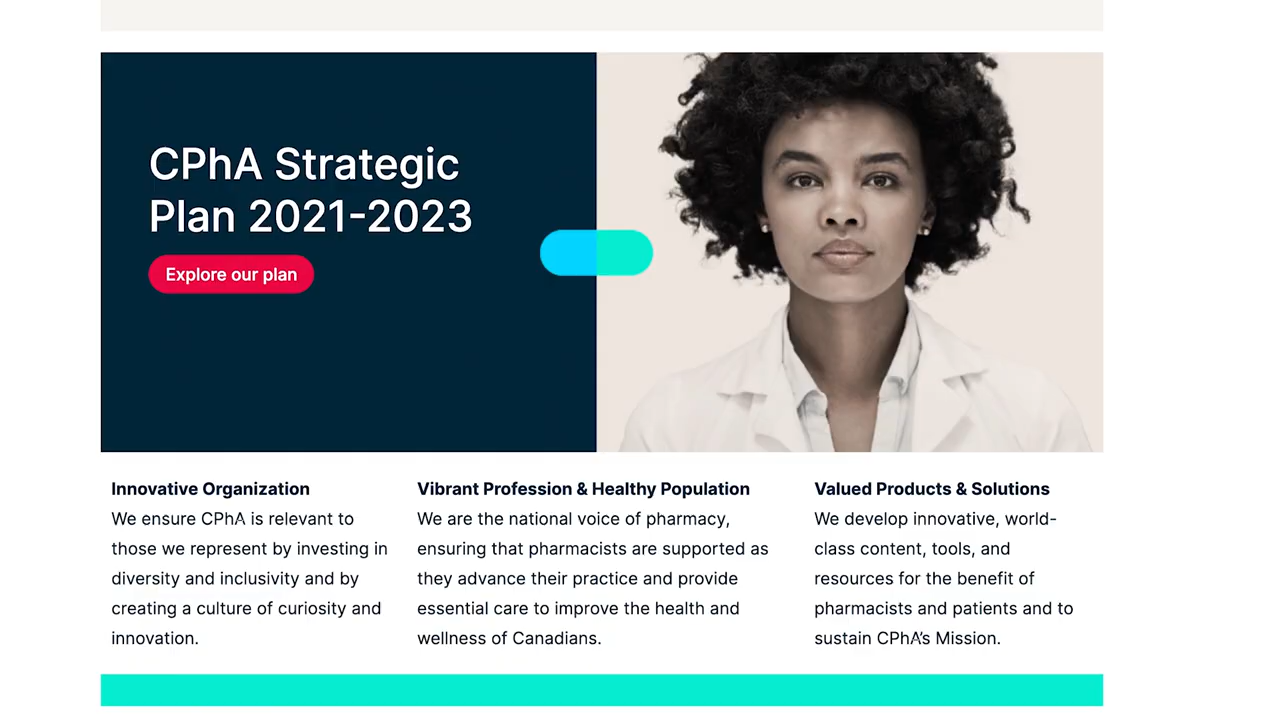 CPhA Strategic
Plan 2021-2023
Explore our plan
Innovative Organization
We ensure CPhA is relevant to
those we represent by investing in
diversity and inclusivity and by
creating a culture of curiosity and
innovation.
Vibrant Profession & Healthy Population
We are the national voice of pharmacy,
ensuring that pharmacists are supported as
they advance their practice and provide
essential care to improve the health and
wellness of Canadians.
Valued Products & Solutions
We develop innovative, world-
class content, tools, and
resources for the benefit of
pharmacists and patients and to
sustain CPhA’s Mission.